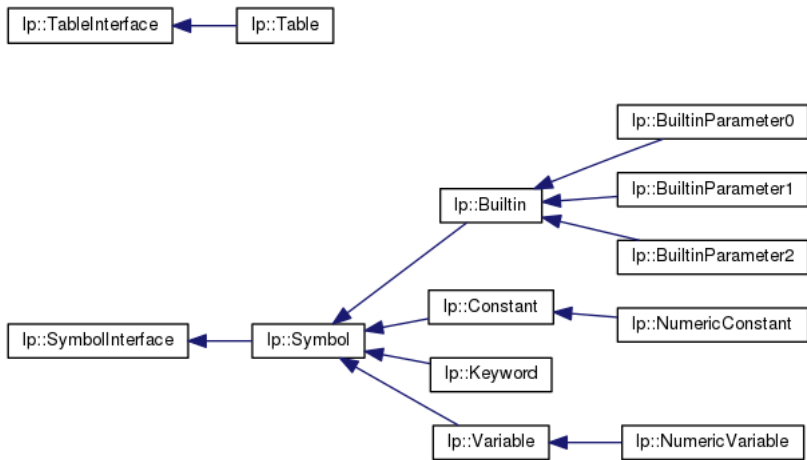 lp::TableInterface
lp::Table
lp::BuiltinParameter0
lp::BuiltinParameter1
lp::Builtin
lp::BuiltinParameter2
lp::Constant
lp::NumericConstant
lp::SymbolInterface
lp::Symbol
lp::Keyword
lp::Variable
lp::NumericVariable